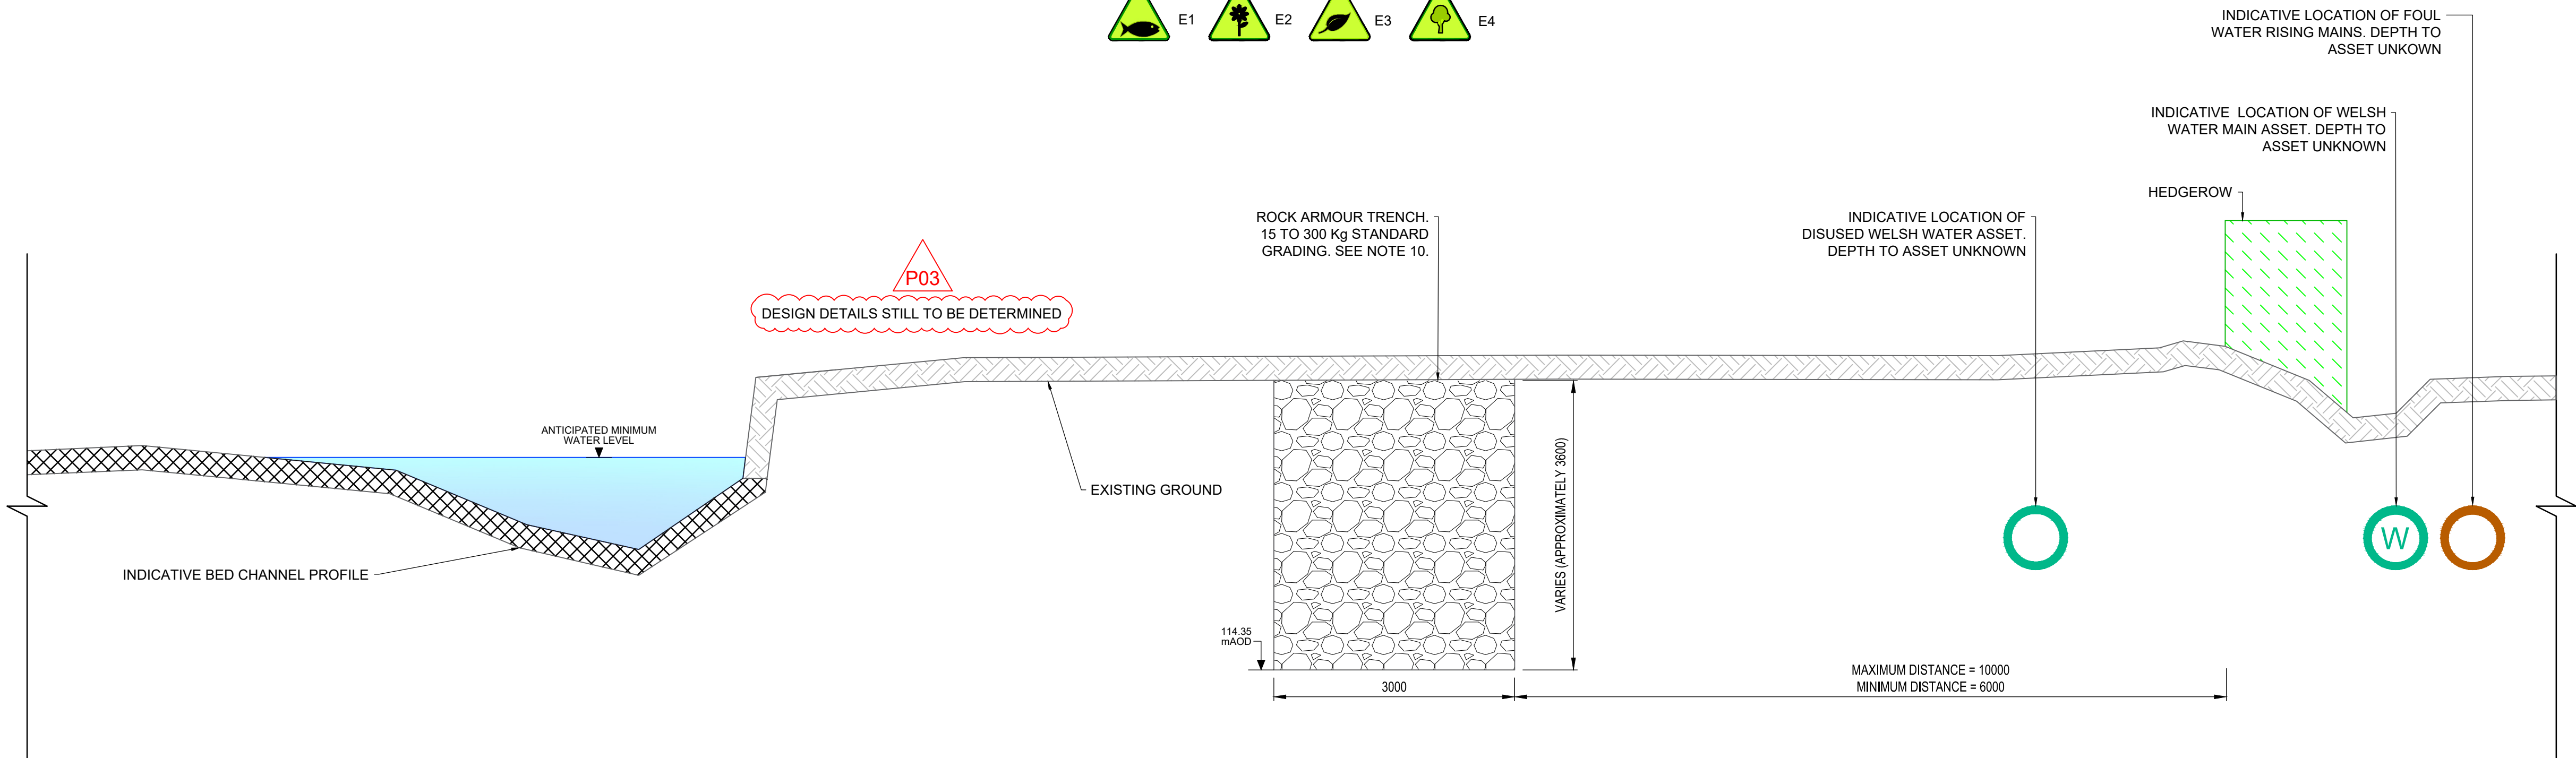 E1
E2
E3
E4
INDICATIVE LOCATION OF FOUL
WATER RISING MAINS. DEPTH TO
ASSET UNKOWN
INDICATIVE LOCATION OF WELSH
WATER MAIN ASSET. DEPTH TO
ASSET UNKNOWN
HEDGEROW
ROCK ARMOUR TRENCH.
15 TO 300 Kg STANDARD
GRADING. SEE NOTE 10.
INDICATIVE LOCATION OF
DISUSED WELSH WATER ASSET.
DEPTH TO ASSET UNKNOWN
P03
DESIGN DETAILS STILL TO BE DETERMINED
ANTICIPATED MINIMUM
WATER LEVEL
EXISTING GROUND
VARIES (APPROXIMATELY 3600)
W
INDICATIVE BED CHANNEL PROFILE
114.35
mAOD
3000
MAXIMUM DISTANCE = 10000
MINIMUM DISTANCE = 6000